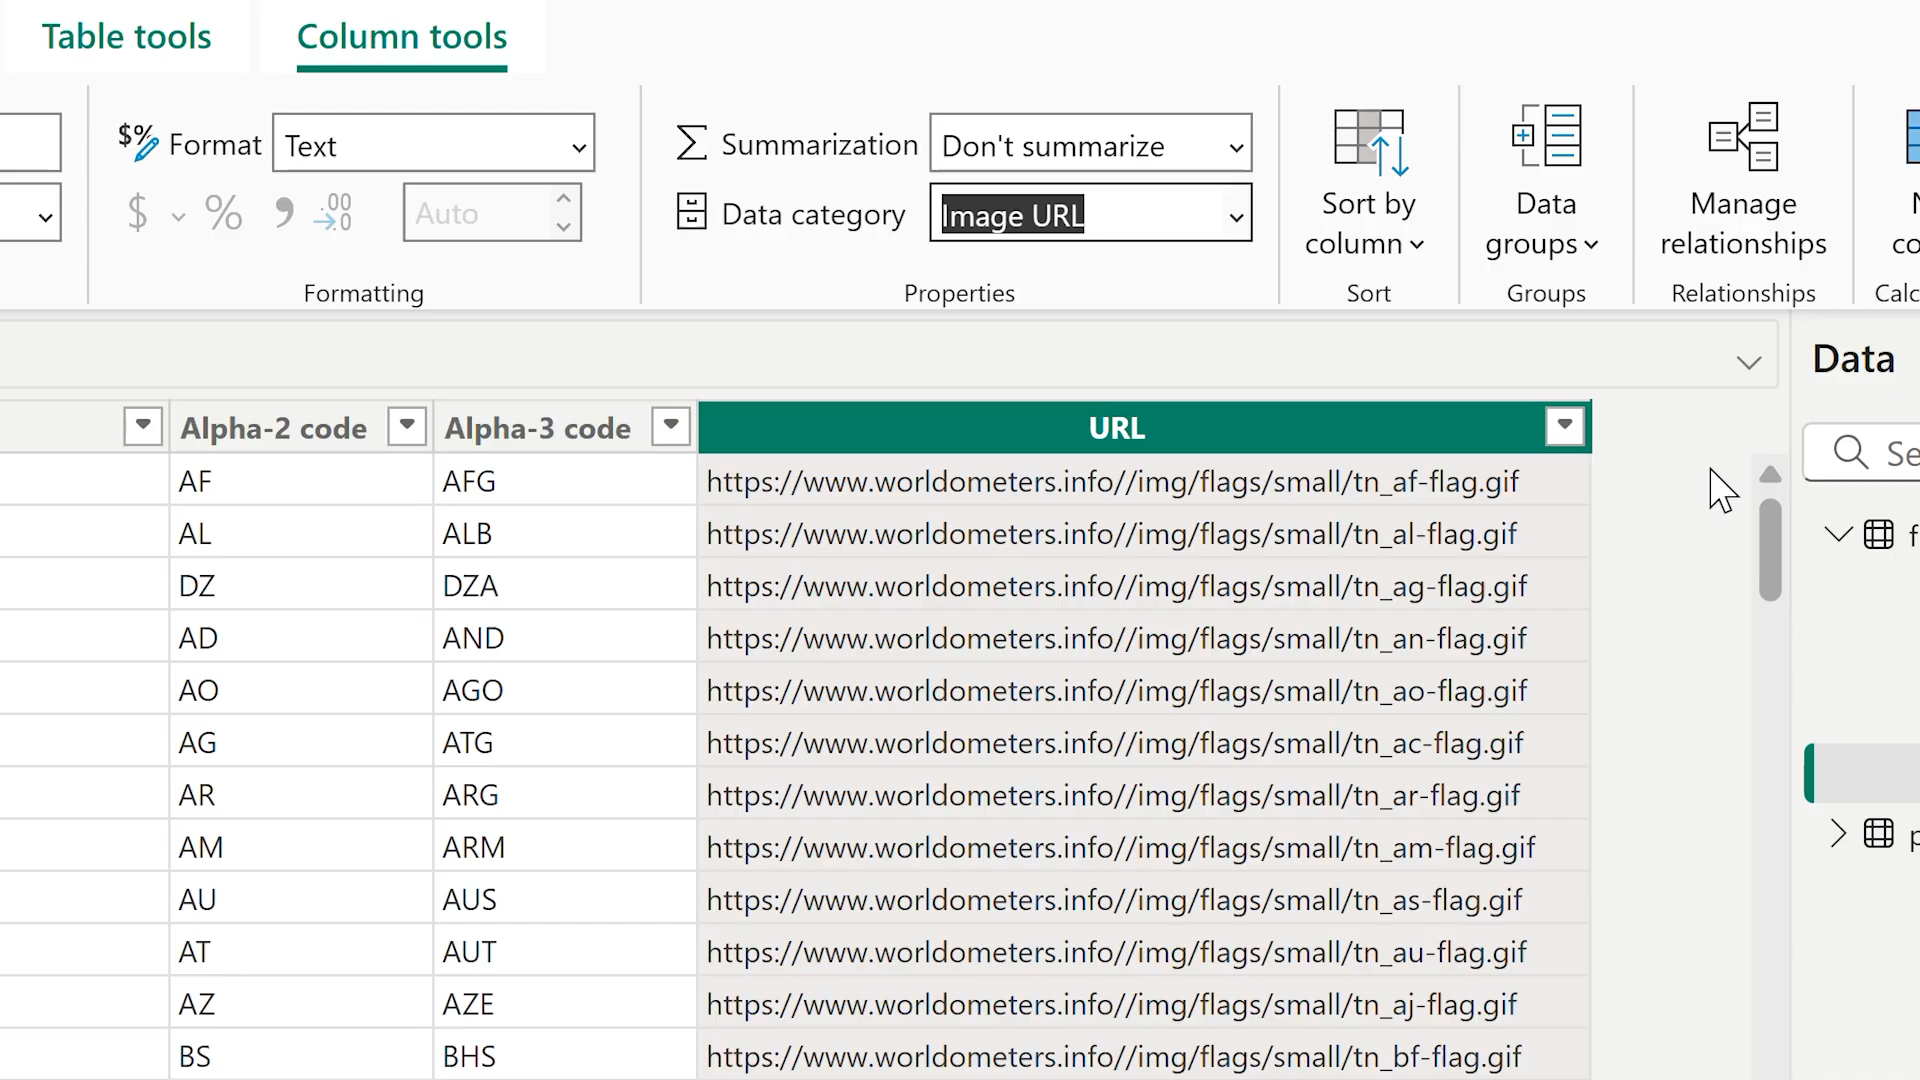 Table tools Column tools
$% Format Text Σ Summarization Don't summarize
$ % , .00 →0 Auto Data category Image URL
Sort by column Data groups Manage relationships
Formatting Properties Sort Groups Relationships Calc
Data
Alpha-2 code Alpha-3 code URL
AF AFG https://www.worldometers.info//img/flags/small/tn_af-flag.gif
AL ALB https://www.worldometers.info//img/flags/small/tn_al-flag.gif
DZ DZA https://www.worldometers.info//img/flags/small/tn_ag-flag.gif
AD AND https://www.worldometers.info//img/flags/small/tn_an-flag.gif
AO AGO https://www.worldometers.info//img/flags/small/tn_ao-flag.gif
AG ATG https://www.worldometers.info//img/flags/small/tn_ac-flag.gif
AR ARG https://www.worldometers.info//img/flags/small/tn_ar-flag.gif
AM ARM https://www.worldometers.info//img/flags/small/tn_am-flag.gif
AU AUS https://www.worldometers.info//img/flags/small/tn_as-flag.gif
AT AUT https://www.worldometers.info//img/flags/small/tn_au-flag.gif
AZ AZE https://www.worldometers.info//img/flags/small/tn_aj-flag.gif
BS BHS https://www.worldometers.info//img/flags/small/tn_bf-flag.gif